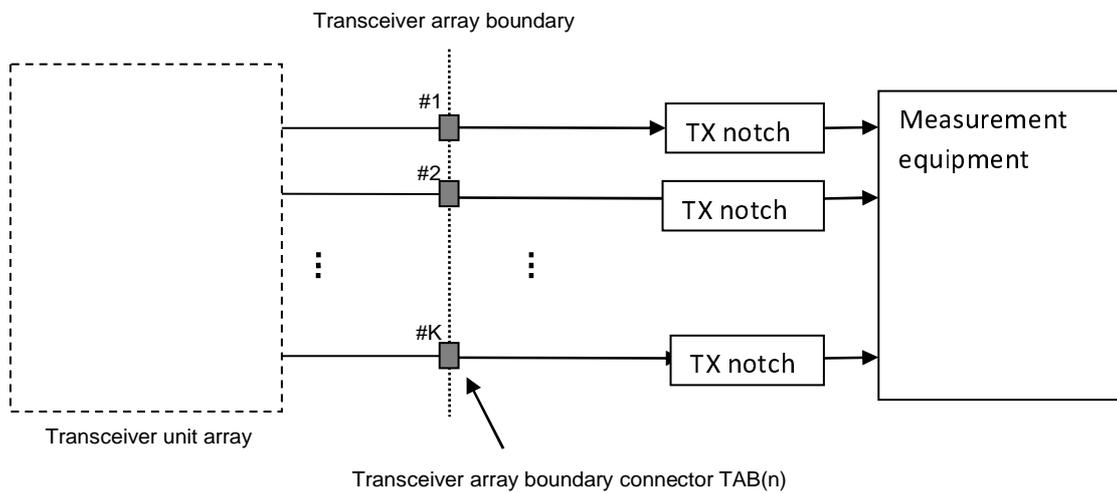 Transceiver array boundary
#1
TX notch
Measurement
equipment
#2
TX notch
#K
TX notch
Transceiver unit array
Transceiver array boundary connector TAB(n)